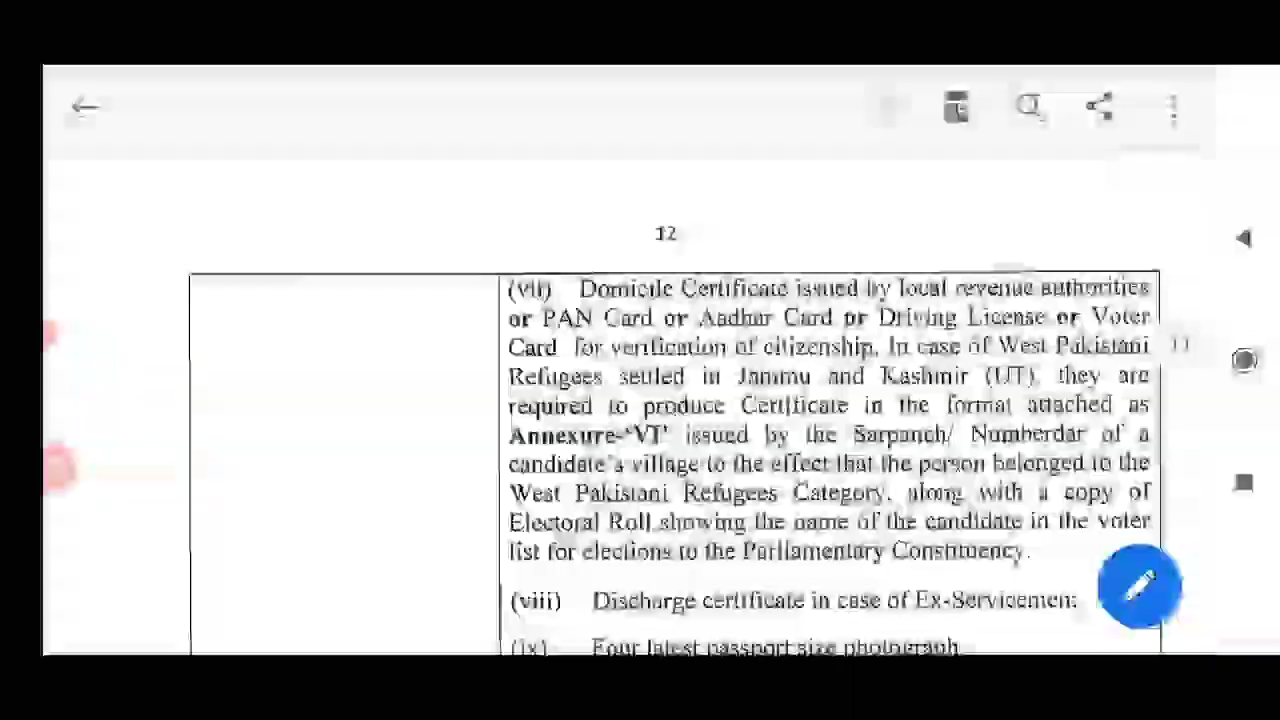 12
(vii) Domicile Certificate issued by local revenue authorities
or PAN Card or Aadhar Card or Driving License or Voter
Card for verification of citizenship. In case of West Pakistani
Refugees settled in Jammu and Kashmir (UT), they are
required to produce Certificate in the format attached as
Annexure-'VI' issued by the Sarpanch/ Numberdar of a
candidate's village to the effect that the person belonged to the
West Pakistani Refugees Category, along with a copy of
Electoral Roll showing the name of the candidate in the voter
list for elections to the Parliamentary Constituency.
(viii) Discharge certificate in case of Ex-Servicemen:
(ix) Four latest passport size photograph